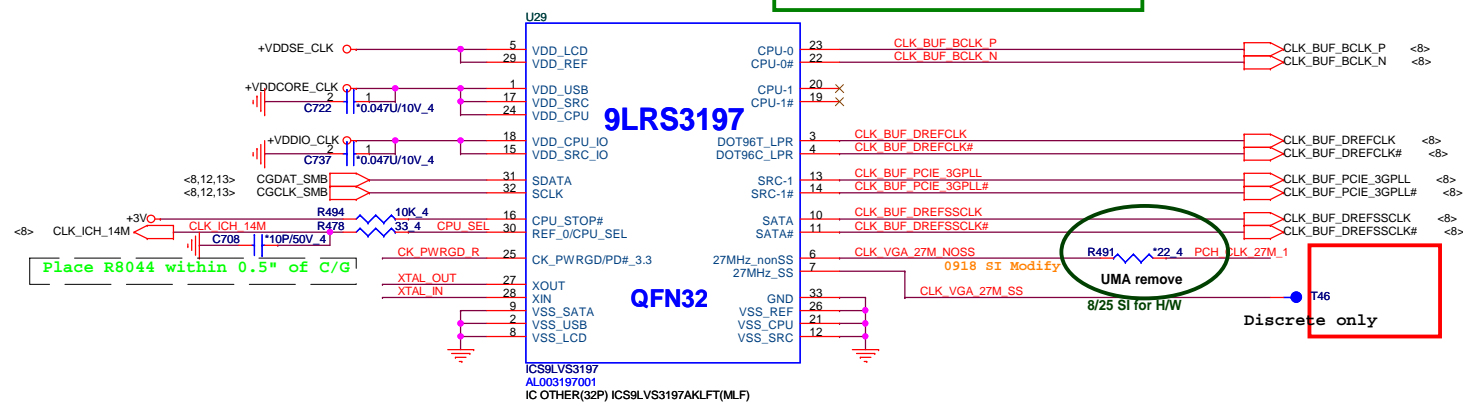 U29
+VDDSE_CLK 5 VDD_LCD CPU-0 23 CLK_BUF_BCLK_P CLK_BUF_BCLK_P <8>
29 VDD_REF CPU-0# 22 CLK_BUF_BCLK_N CLK_BUF_BCLK_N <8>
+VDDCORE_CLK 1 VDD_USB CPU-1 20
2 1 17 VDD_SRC CPU-1# 19
C722 *0.047U/10V_4 24 VDD_CPU
9LRS3197
+VDDIO_CLK 18 VDD_CPU_IO DOT96T_LPR 3 CLK_BUF_DREFCLK CLK_BUF_DREFCLK <8>
2 1 15 VDD_SRC_IO DOT96C_LPR 4 CLK_BUF_DREFCLK# CLK_BUF_DREFCLK# <8>
C737 *0.047U/10V_4
<8,12,13> CGDAT_SMB 31 SDATA SRC-1 13 CLK_BUF_PCIE_3GPLL CLK_BUF_PCIE_3GPLL <8>
<8,12,13> CGCLK_SMB 32 SCLK SRC-1# 14 CLK_BUF_PCIE_3GPLL# CLK_BUF_PCIE_3GPLL# <8>
+3V R494 10K_4 16 CPU_STOP# SATA 10 CLK_BUF_DREFSSCLK CLK_BUF_DREFSSCLK <8>
<8> CLK_ICH_14M CLK_ICH_14M R478 33_4 CPU_SEL 30 REF_0/CPU_SEL SATA# 11 CLK_BUF_DREFSSCLK# CLK_BUF_DREFSSCLK# <8>
C708 *10P/50V_4
CK_PWRGD_R 25 CK_PWRGD/PD#_3.3 27MHz_nonSS 6 CLK_VGA_27M_NOSS R491 *22_4 PCH_CLK_27M_1
Place R8044 within 0.5" of C/G
27MHz_SS 7 0918 SI Modify
UMA remove
XTAL_OUT 27 XOUT
XTAL_IN 28 XIN QFN32 GND 33 CLK_VGA_27M_SS T46
9 VSS_SATA VSS_REF 26 8/25 SI for H/W
2 VSS_USB VSS_CPU 21 Discrete only
8 VSS_LCD VSS_SRC 12
ICS9LVS3197
AL003197001
IC OTHER(32P) ICS9LVS3197AKLFT(MLF)